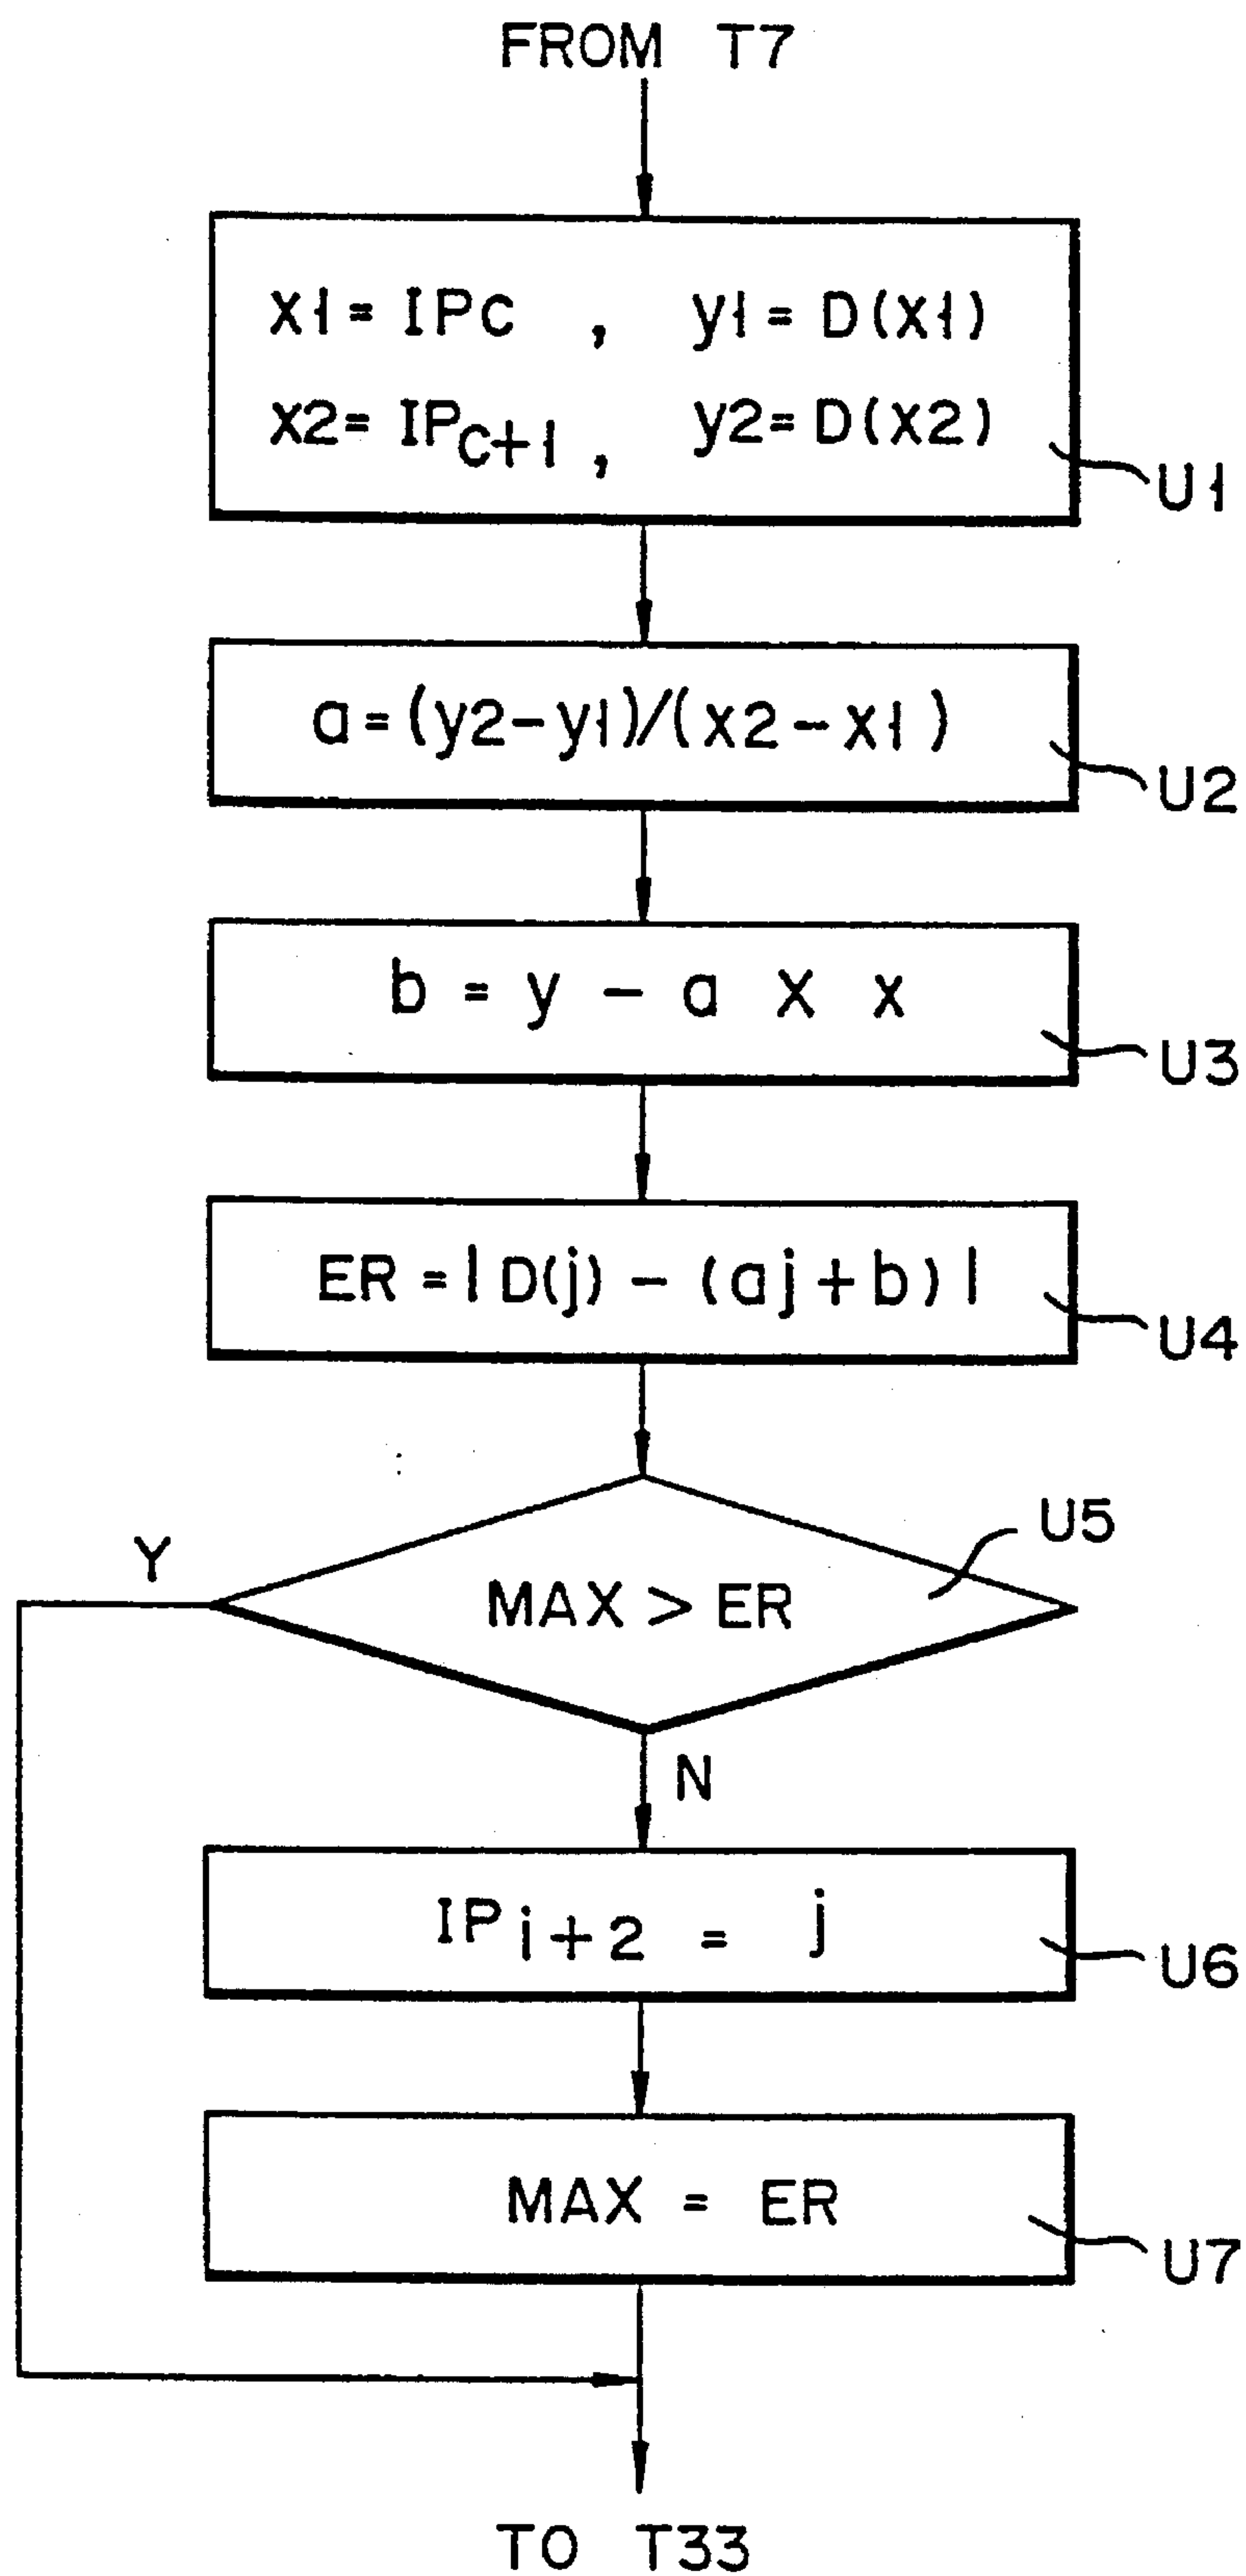 FROM T7
x1 = IPc , y1 = D(x1)
x2 = IPc+1 , y2 = D(x2)
U1
a = (y2-y1)/(x2-x1)
U2
b = y - a X x
U3
ER = | D(j) - (aj+b) |
U4
U5
Y
MAX > ER
N
IPi+2 = j
U6
MAX = ER
U7
TO T33